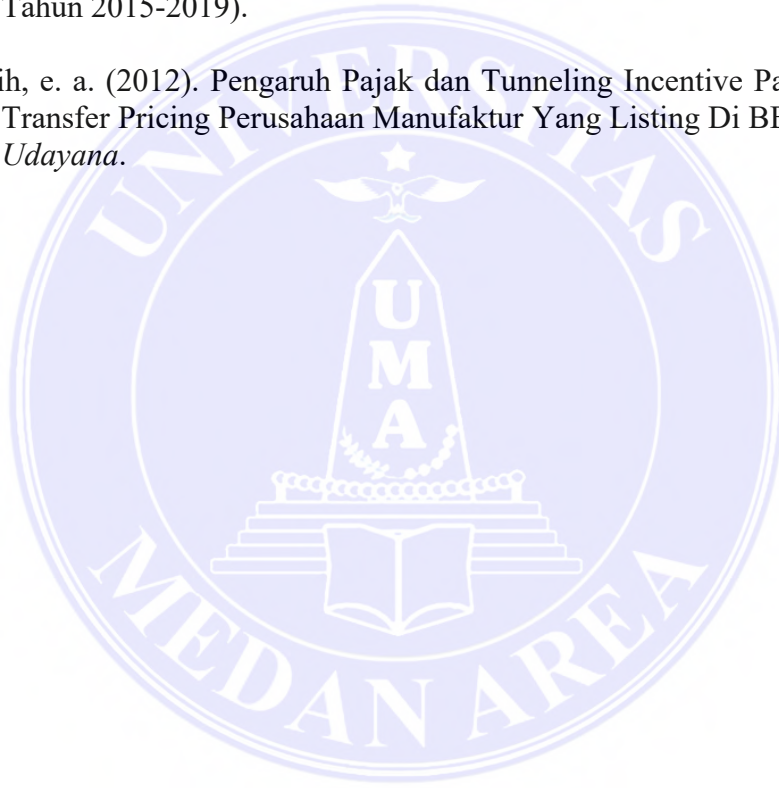 Tahun 2015-2019).
ih, e. a. (2012). Pengaruh Pajak dan Tunneling Incentive Pa
Transfer Pricing Perusahaan Manufaktur Yang Listing Di
Udayana.
UNIVERSITAS
UMA
MEDAN AREA